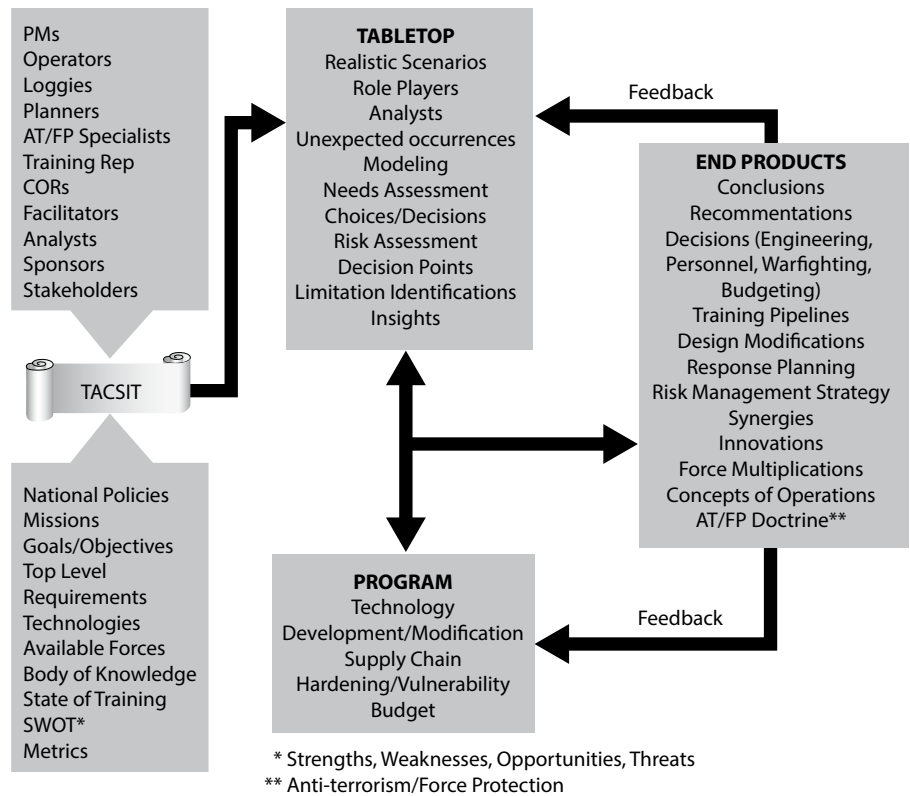 PMs
Operators
Loggies
Planners
AT/FP Specialists
Training Rep
CORs
Facilitators
Analysts
Sponsors
Stakeholders
TACSIT
National Policies
Missions
Goals/Objectives
Top Level
Requirements
Technologies
Available Forces
Body of Knowledge
State of Training
SWOT*
Metrics
TABLETOP
Realistic Scenarios
Role Players
Analysts
Unexpected occurrences
Modeling
Needs Assessment
Choices/Decisions
Risk Assessment
Decision Points
Limitation Identifications
Insights
PROGRAM
Technology
Development/Modification
Supply Chain
Hardening/Vulnerability
Budget
Feedback
END PRODUCTS
Conclusions
Recommentations
Decisions (Engineering,
Personnel, Warfighting,
Budgeting)
Training Pipelines
Design Modifications
Response Planning
Risk Management Strategy
Synergies
Innovations
Force Multiplications
Concepts of Operations
AT/FP Doctrine**
Feedback
* Strengths, Weaknesses, Opportunities, Threats
** Anti-terrorism/Force Protection